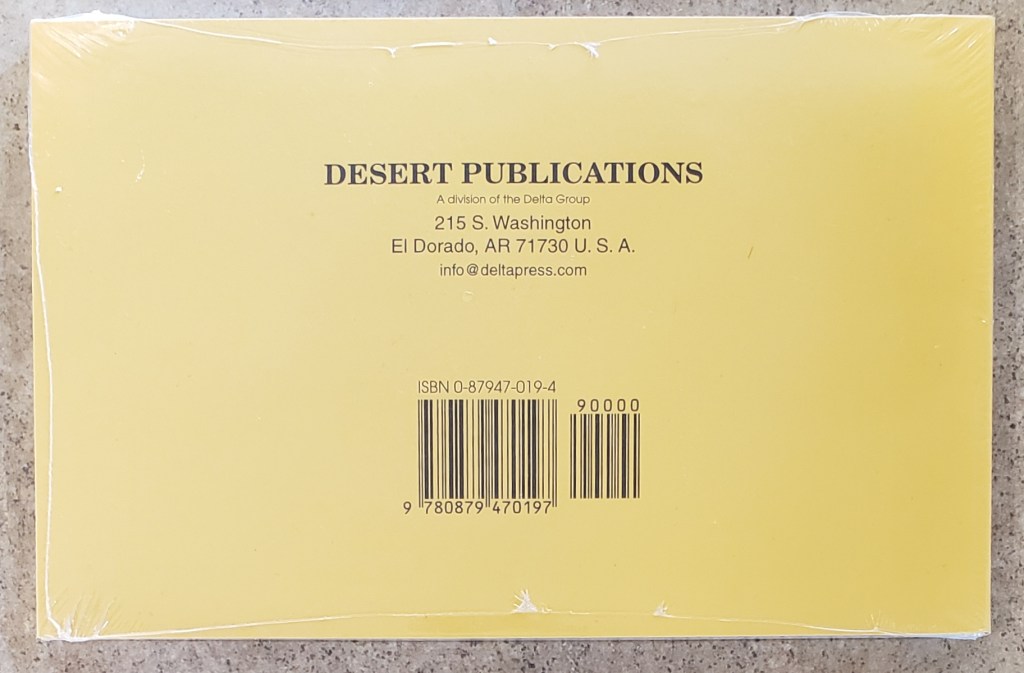 DESERT PUBLICATIONS
A division of the Delta Group
215 S. Washington
El Dorado, AR 71730 U. S. A.
info@deltapress.com
ISBN 0-87947-019-4
90000
9 780879 470197